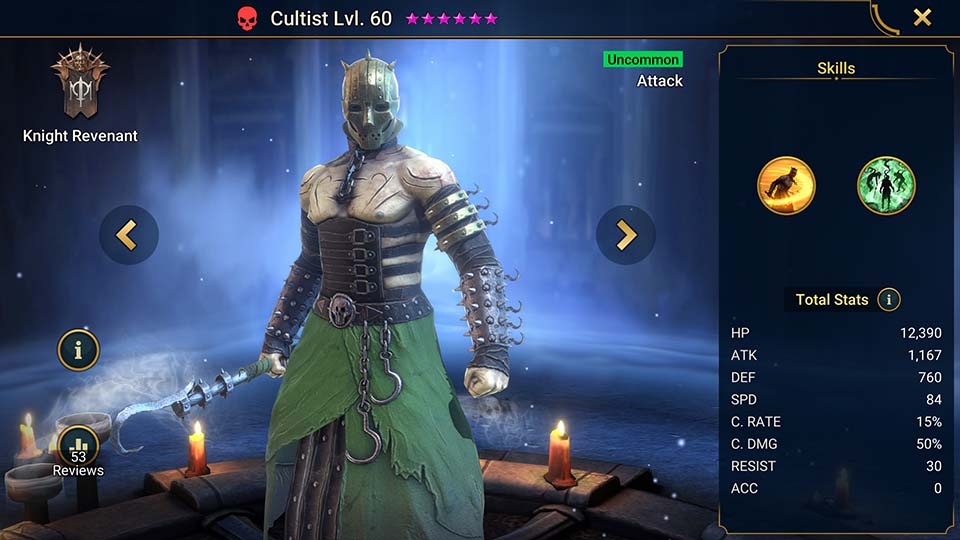 Cultist Lvl. 60
Knight Revenant
Uncommon
Attack
53
Reviews
Skills
Total Stats
HP 12,390
ATK 1,167
DEF 760
SPD 84
C. RATE 15%
C. DMG 50%
RESIST 30
ACC 0